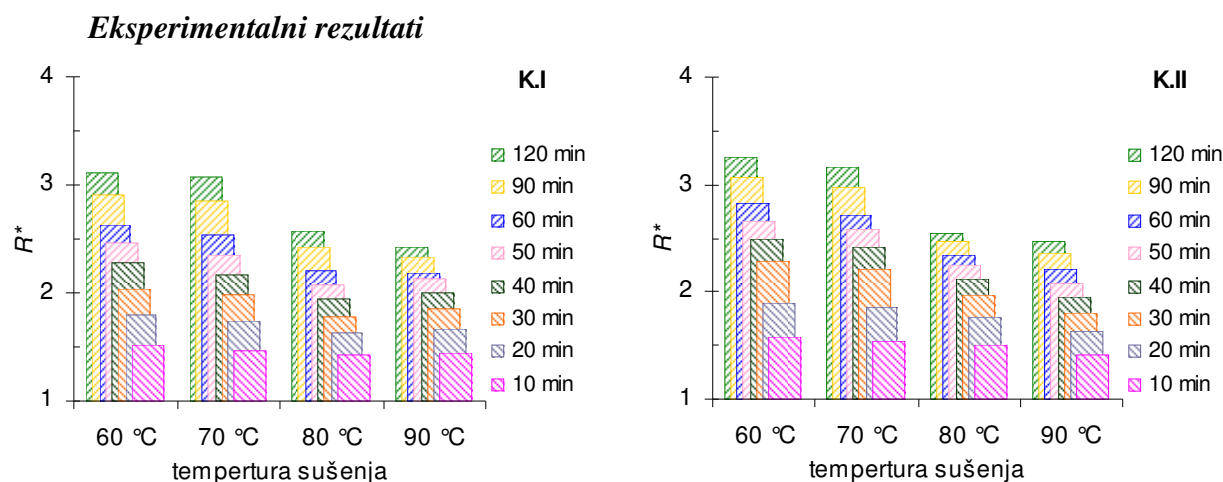 Eksperimentalni rezultati
K.I
4
3
2
1
R*
120 min
90 min
60 min
50 min
40 min
30 min
20 min
10 min
60 °C 70 °C 80 °C 90 °C
tempertura sušenja
K.II
4
3
2
1
R*
120 min
90 min
60 min
50 min
40 min
30 min
20 min
10 min
60 °C 70 °C 80 °C 90 °C
tempertura sušenja